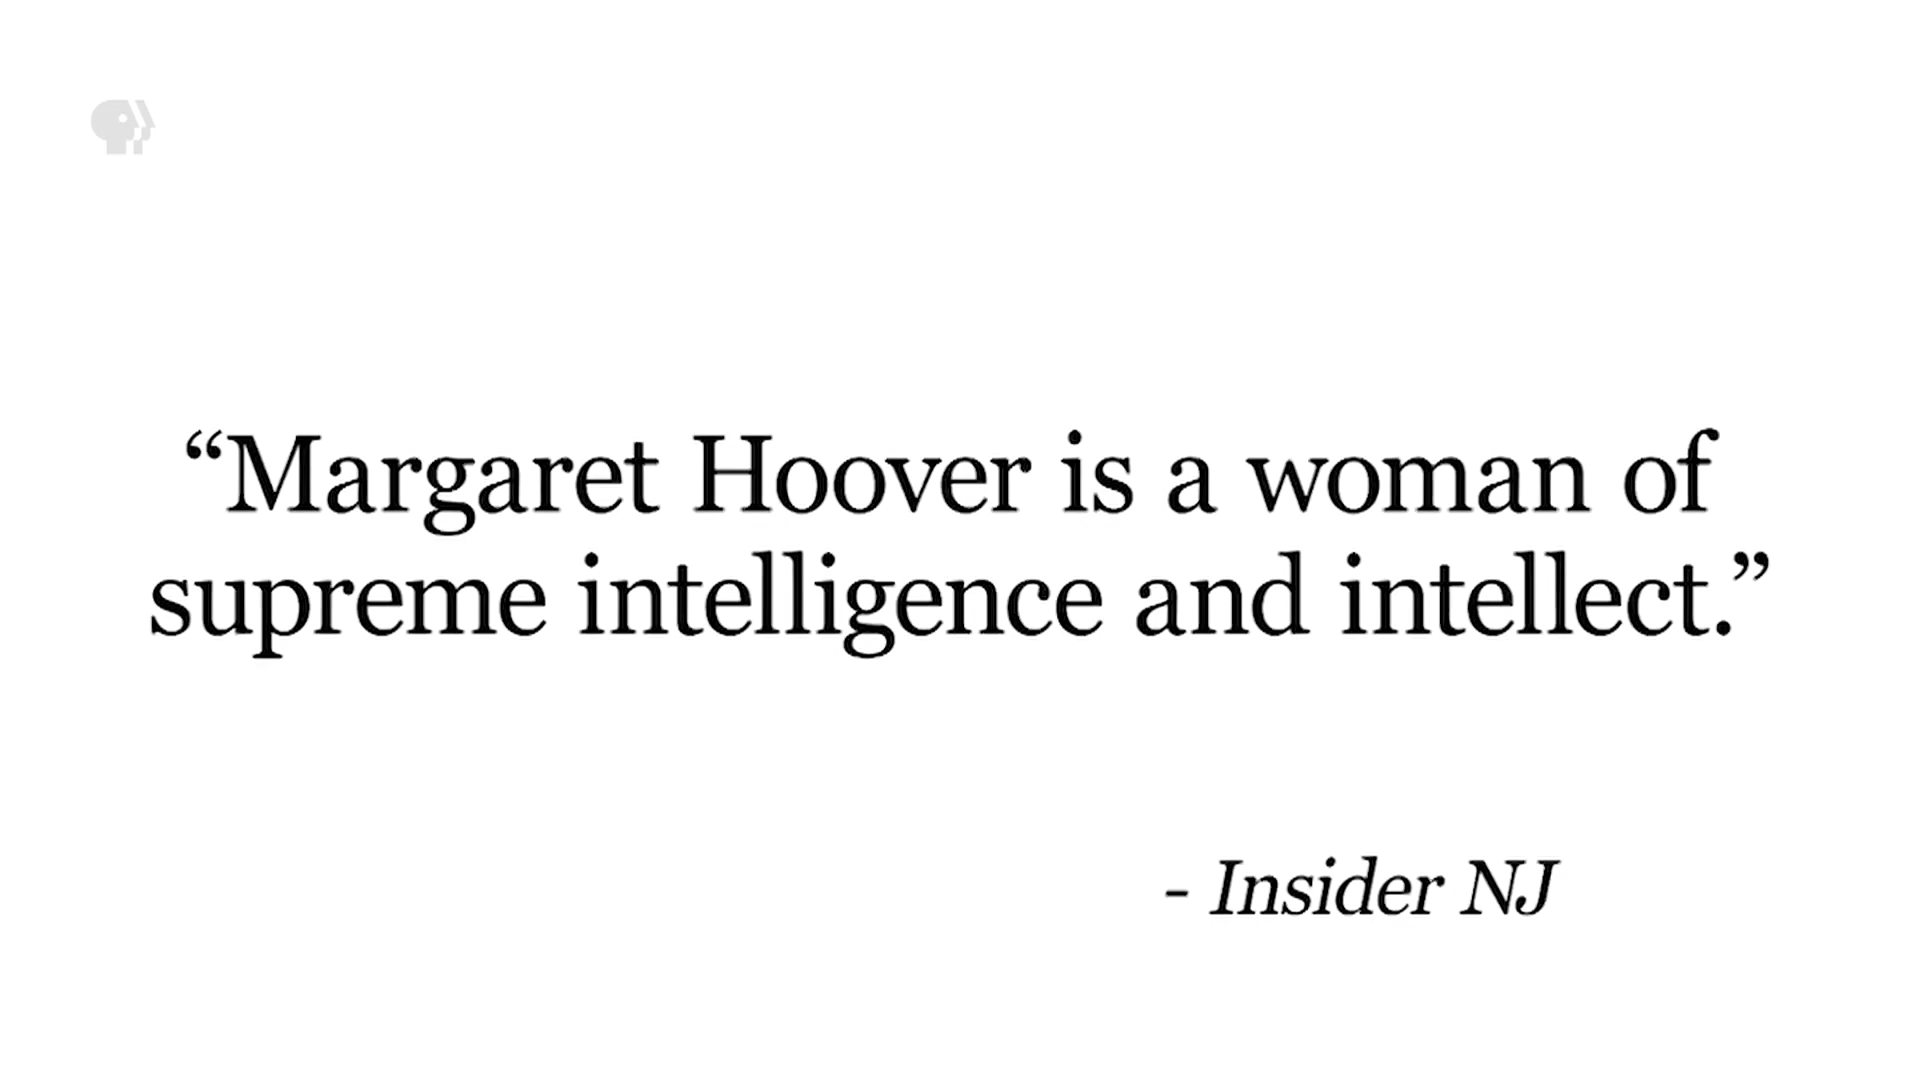 “Margaret Hoover is a woman of
supreme intelligence and intellect.”
- Insider NJ